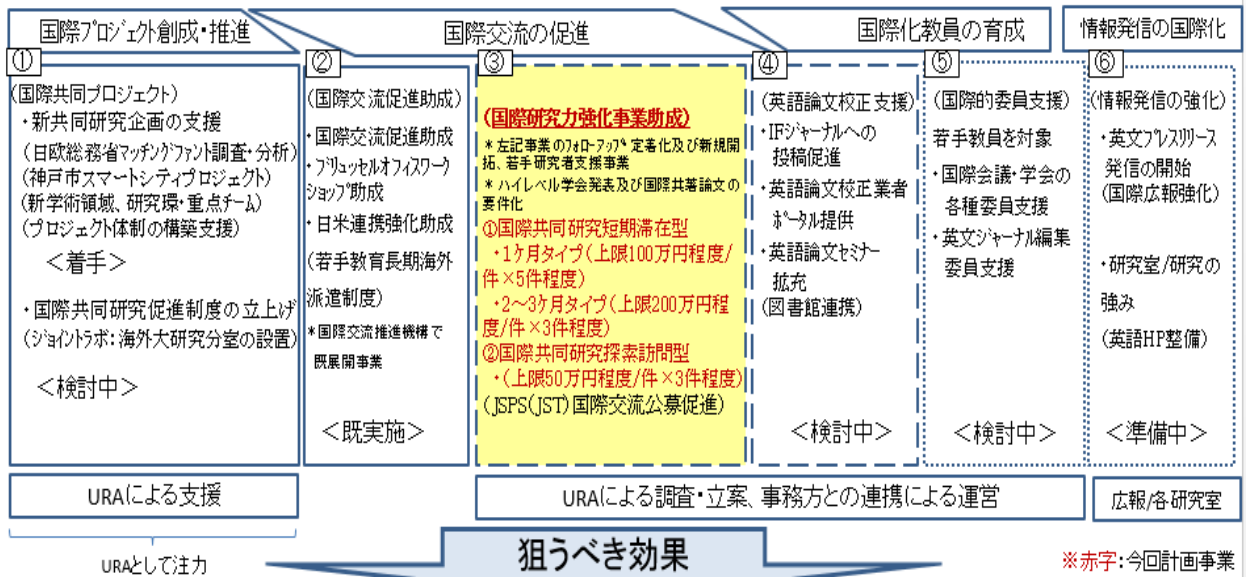 国際プロジェクト創成・推進
国際交流の促進
国際化教員の育成
情報発信の国際化
①
(国際共同プロジェクト)
・新共同研究企画の支援
(日欧総務省マッチングファント調査・分析)
(神戸市スマートシティプロジェクト)
(新学術領域、研究環・重点チーム)
(プロジェクト体制の構築支援)
＜着手＞
・国際共同研究促進制度の立上げ
(ジョイントラボ：海外大研究分室の設置)
＜検討中＞
②
(国際交流促進助成)
・国際交流促進助成
・ブリュッセルオフィスワーク
ショップ助成
・日米連携強化助成
(若手教育長期海外
派遣制度)
＊国際交流推進機構で
既展開事業
＜既実施＞
③
(国際研究力強化事業助成)
＊左記事業のフォローアップ、定着化及び新規開
拓、若手研究者支援事業
＊ハイレベル学会発表及び国際共著論文の
要件化
①国際共同研究短期滞在型
・1ケ月タイプ(上限100万円程度/
件×5件程度)
・2～3ケ月タイプ(上限200万円程
度/件×3件程度)
②国際共同研究探索訪問型
・(上限50万円程度/件×3件程度)
(JSPS(JST)国際交流公募促進)
④
(英語論文校正支援)
・IFジャーナルへの
投稿促進
・英語論文校正業者
ポータル提供
・英語論文セミナー
拡充
(図書館連携)
＜検討中＞
⑤
(国際的委員支援)
若手教員を対象
・国際会議・学会の
各種委員支援
・英文ジャーナル編集
委員支援
＜検討中＞
⑥
(情報発信の強化)
・英文プレスリリース
発信の開始
(国際広報強化)
・研究室/研究の
強み
(英語HP整備)
＜準備中＞
URAによる支援
URAによる調査・立案、事務方との連携による運営
広報/各研究室
URAとして注力
狙うべき効果
※赤字：今回計画事業